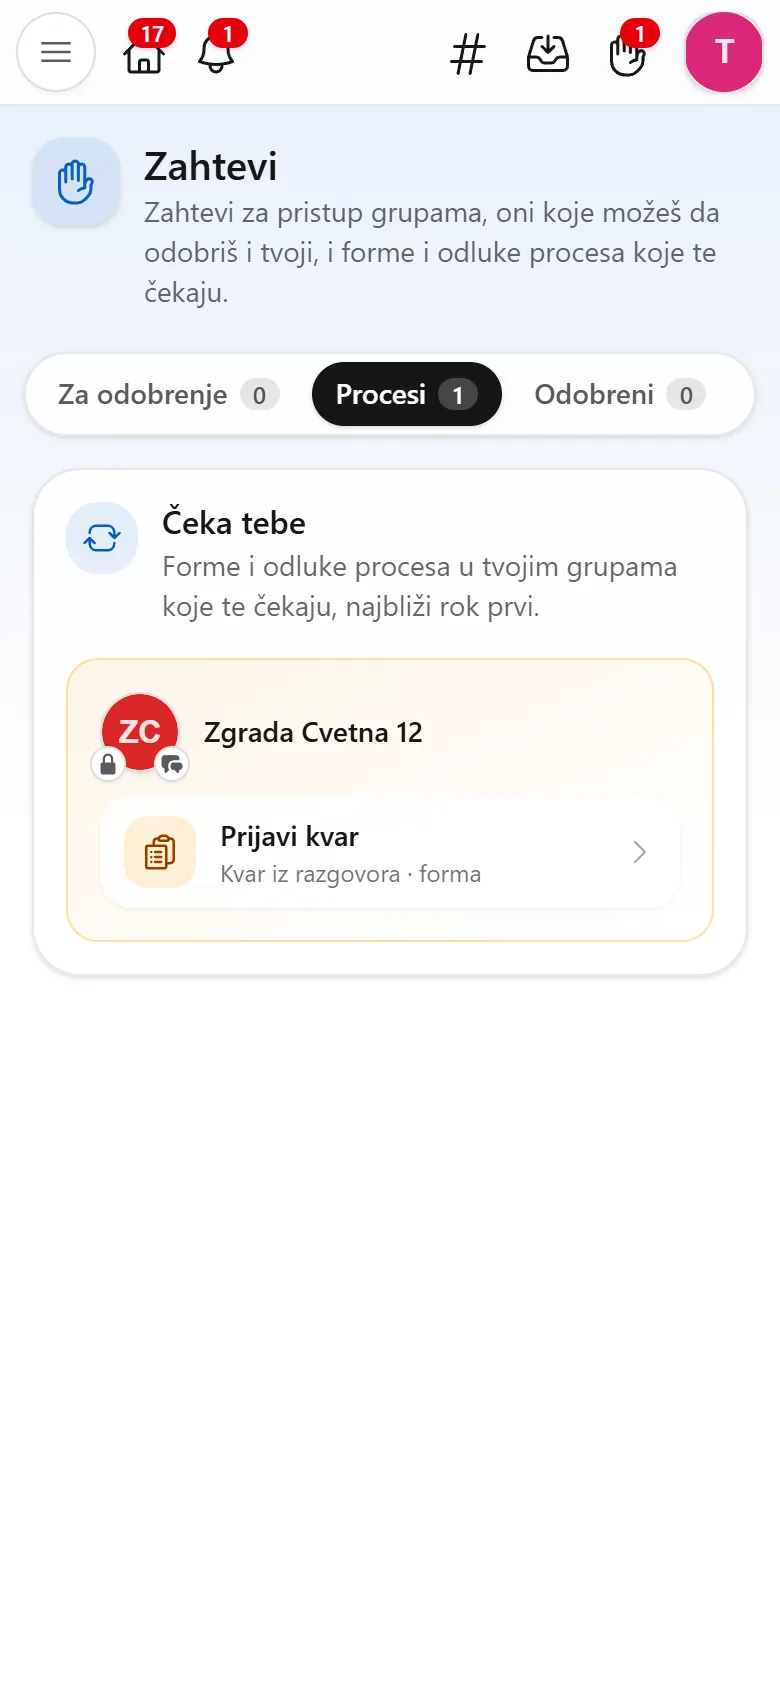 17
1
1
T
Zahtevi
Zahtevi za pristup grupama, oni koje možeš da
odobriš i tvoji, i forme i odluke procesa koje te
čekaju.
Za odobrenje 0
Procesi 1
Odobreni 0
Čeka tebe
Forme i odluke procesa u tvojim grupama
koje te čekaju, najbliži rok prvi.
ZC
Zgrada Cvetna 12
Prijavi kvar
Kvar iz razgovora · forma